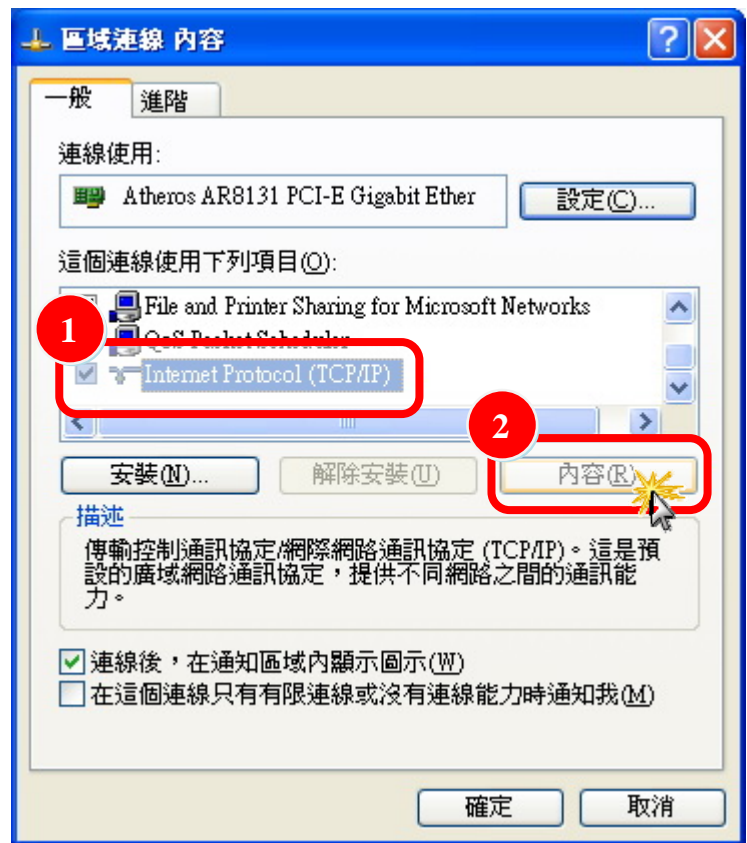 區域連線 內容
一般 進階
連線使用:
Atheros AR8131 PCI-E Gigabit Ether 設定(C)...
這個連線使用下列項目(O):
File and Printer Sharing for Microsoft Networks
1
QoS Packet Scheduler
Internet Protocol (TCP/IP)
2
安裝(N)... 解除安裝(U) 內容(R)
描述
傳輸控制通訊協定/網際網路通訊協定 (TCP/IP)。這是預
設的廣域網路通訊協定，提供不同網路之間的通訊能
力。
連線後，在通知區域內顯示圖示(W)
在這個連線只有有限連線或沒有連線能力時通知我(M)
確定 取消